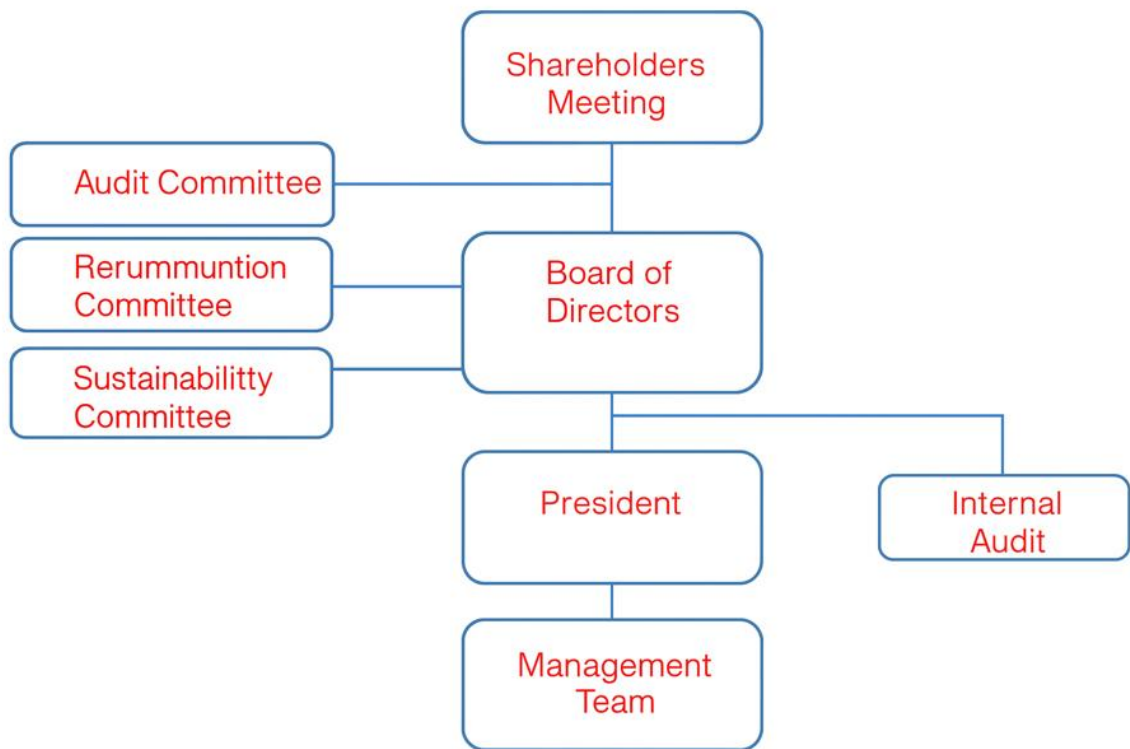 Shareholders
Meeting
Audit Committee
Rerummuntion
Committee
Board of
Directors
Sustainabilitty
Committee
President
Internal
Audit
Management
Team